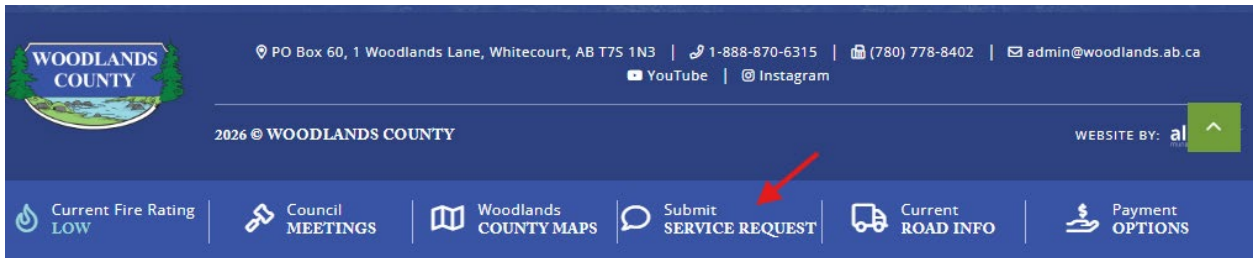 WOODLANDS
COUNTY
PO Box 60, 1 Woodlands Lane, Whitecourt, AB T7S 1N3 | 1-888-870-6315 | (780) 778-8402 | admin@woodlands.ab.ca
YouTube | Instagram
2026 © WOODLANDS COUNTY
WEBSITE BY: al
Current Fire Rating
LOW
Council
MEETINGS
Woodlands
COUNTY MAPS
Submit
SERVICE REQUEST
Current
ROAD INFO
Payment
OPTIONS